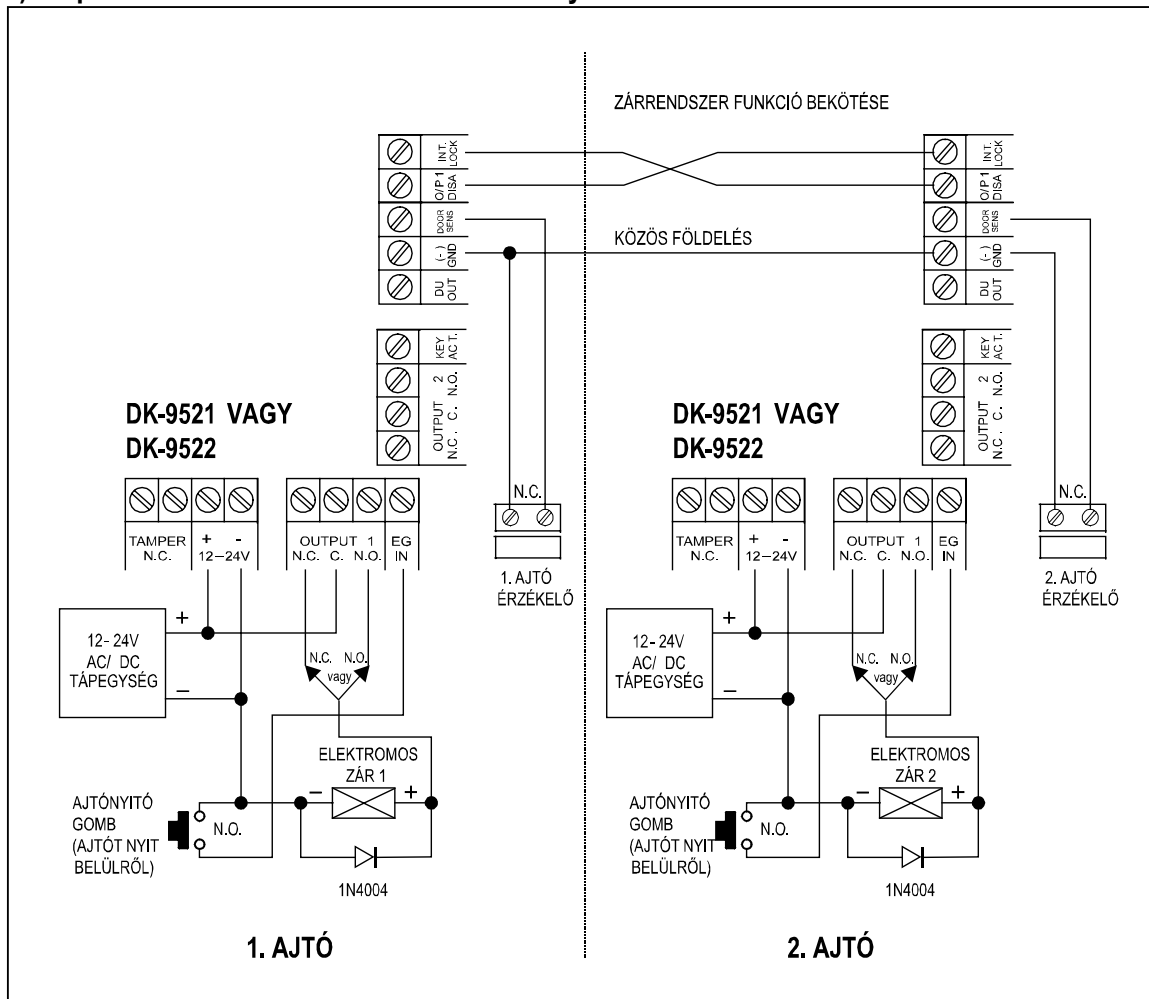 ZÁRRENDSZER FUNKCIÓ BEKÖTÉSE
INT.
LOCK
O/P1
DISA
DOOR
SENS
(-)
GND
DU
OUT
KEY
ACT.
OUTPUT 2
N.C. C. N.O.
INT.
LOCK
O/P1
DISA
DOOR
SENS
(-)
GND
DU
OUT
KEY
ACT.
OUTPUT 2
N.C. C. N.O.
KÖZÖS FÖLDELÉS
DK-9521 VAGY
DK-9522
TAMPER
N.C.
+ -
12–24V
OUTPUT 1
N.C. C. N.O.
EG
IN
N.C.
1. AJTÓ
ÉRZÉKELŐ
12- 24V
AC/ DC
TÁPEGYSÉG
+
–
N.C. N.O.
vagy
ELEKTROMOS
ZÁR 1
– +
AJTÓNYITÓ
GOMB
(AJTÓT NYIT
BELÜLRŐL)
N.O.
1N4004
1. AJTÓ
DK-9521 VAGY
DK-9522
TAMPER
N.C.
+ -
12–24V
OUTPUT 1
N.C. C. N.O.
EG
IN
N.C.
2. AJTÓ
ÉRZÉKELŐ
12- 24V
AC/ DC
TÁPEGYSÉG
+
–
N.C. N.O.
vagy
ELEKTROMOS
ZÁR 2
– +
AJTÓNYITÓ
GOMB
(AJTÓT NYIT
BELÜLRŐL)
N.O.
1N4004
2. AJTÓ